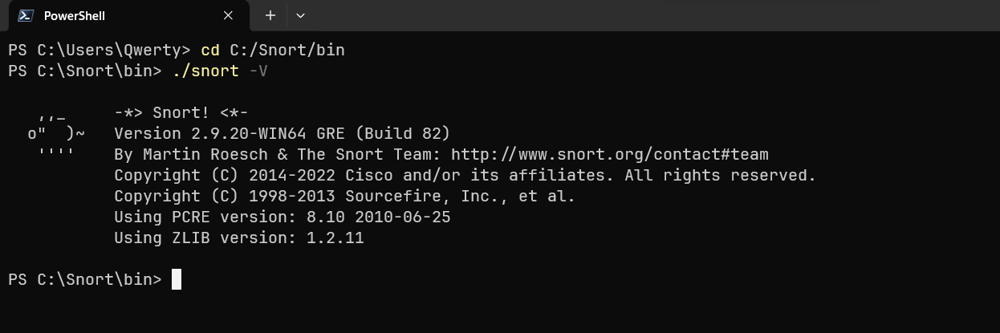 PowerShell
PS C:\Users\Qwerty> cd C:/Snort/bin
PS C:\Snort\bin> ./snort -V
   ,,_     -*> Snort! <*-
  o"  )~   Version 2.9.20-WIN64 GRE (Build 82)
   ''''    By Martin Roesch & The Snort Team: http://www.snort.org/contact#team
           Copyright (C) 2014-2022 Cisco and/or its affiliates. All rights reserved.
           Copyright (C) 1998-2013 Sourcefire, Inc., et al.
           Using PCRE version: 8.10 2010-06-25
           Using ZLIB version: 1.2.11
PS C:\Snort\bin>